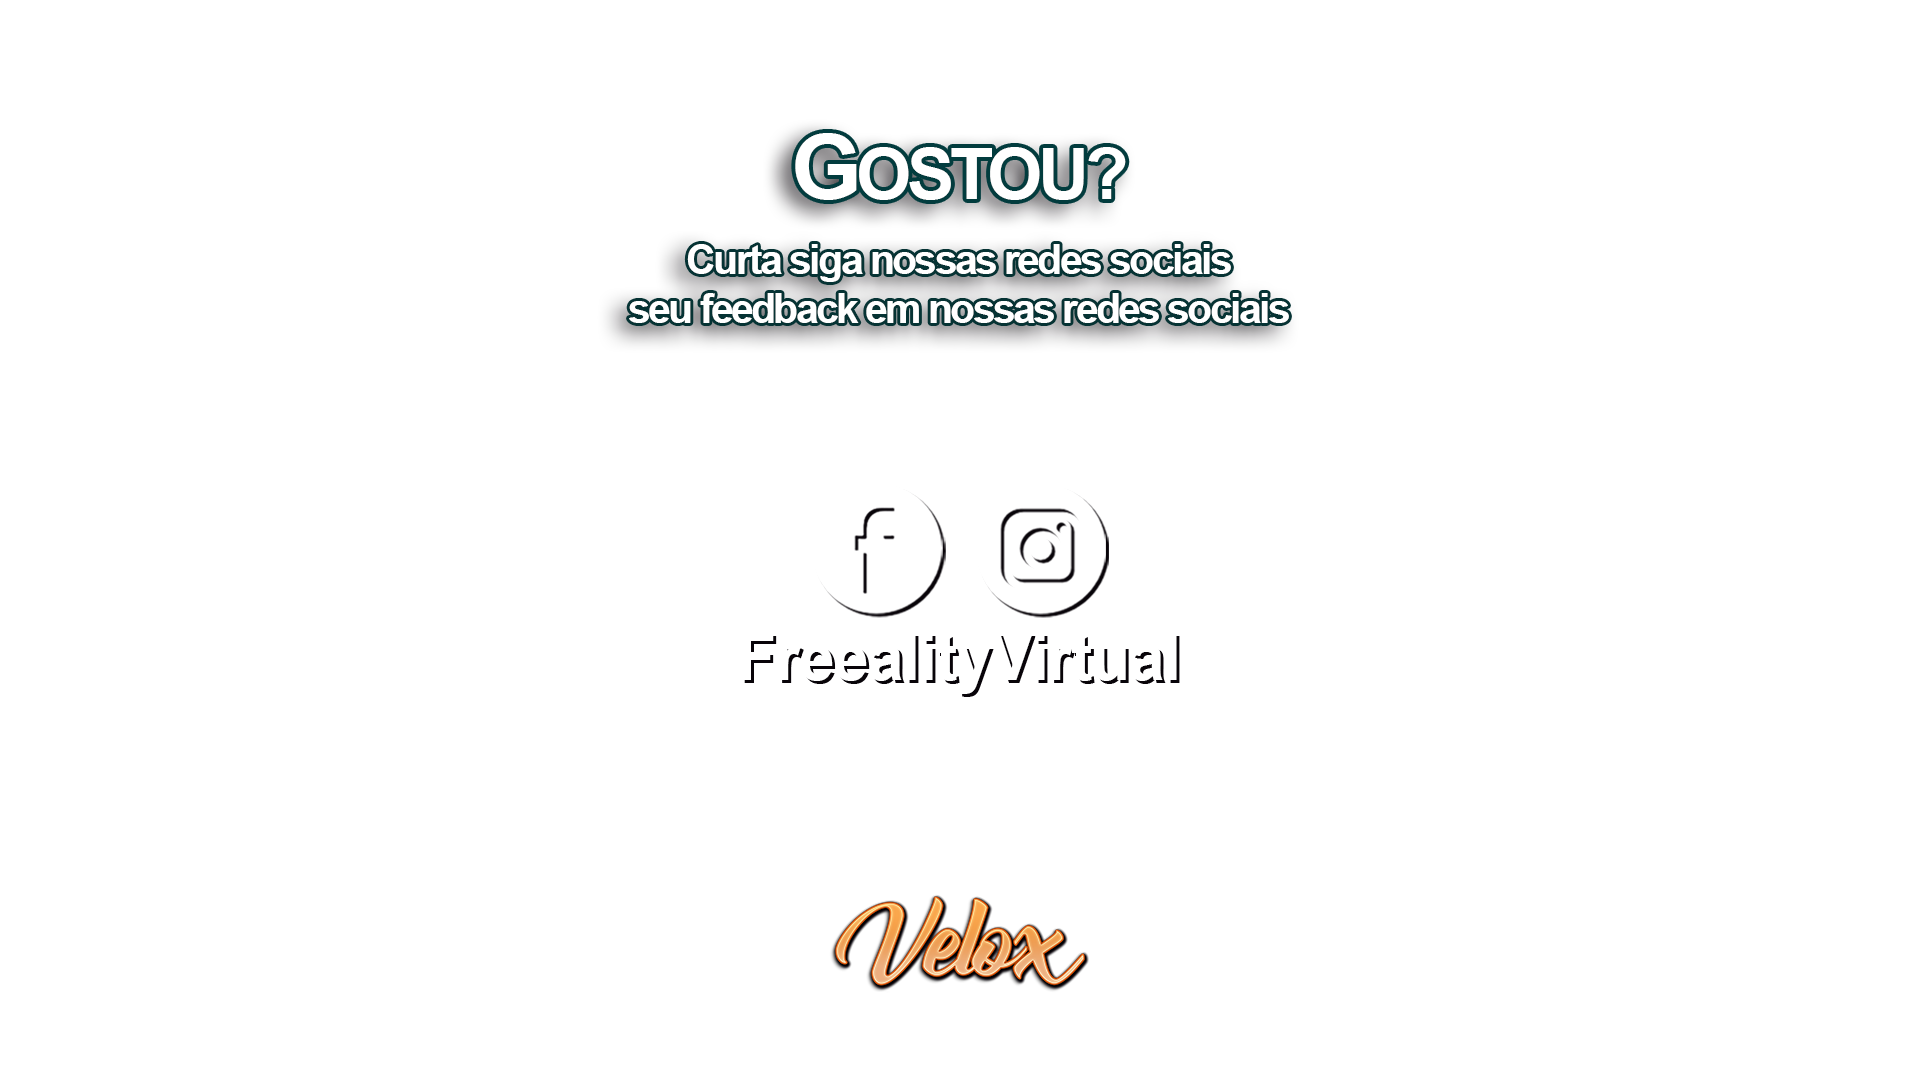 Gostou?
Curta siga nossas redes sociais
seu feedback em nossas redes sociais
FreealityVirtual
Velox